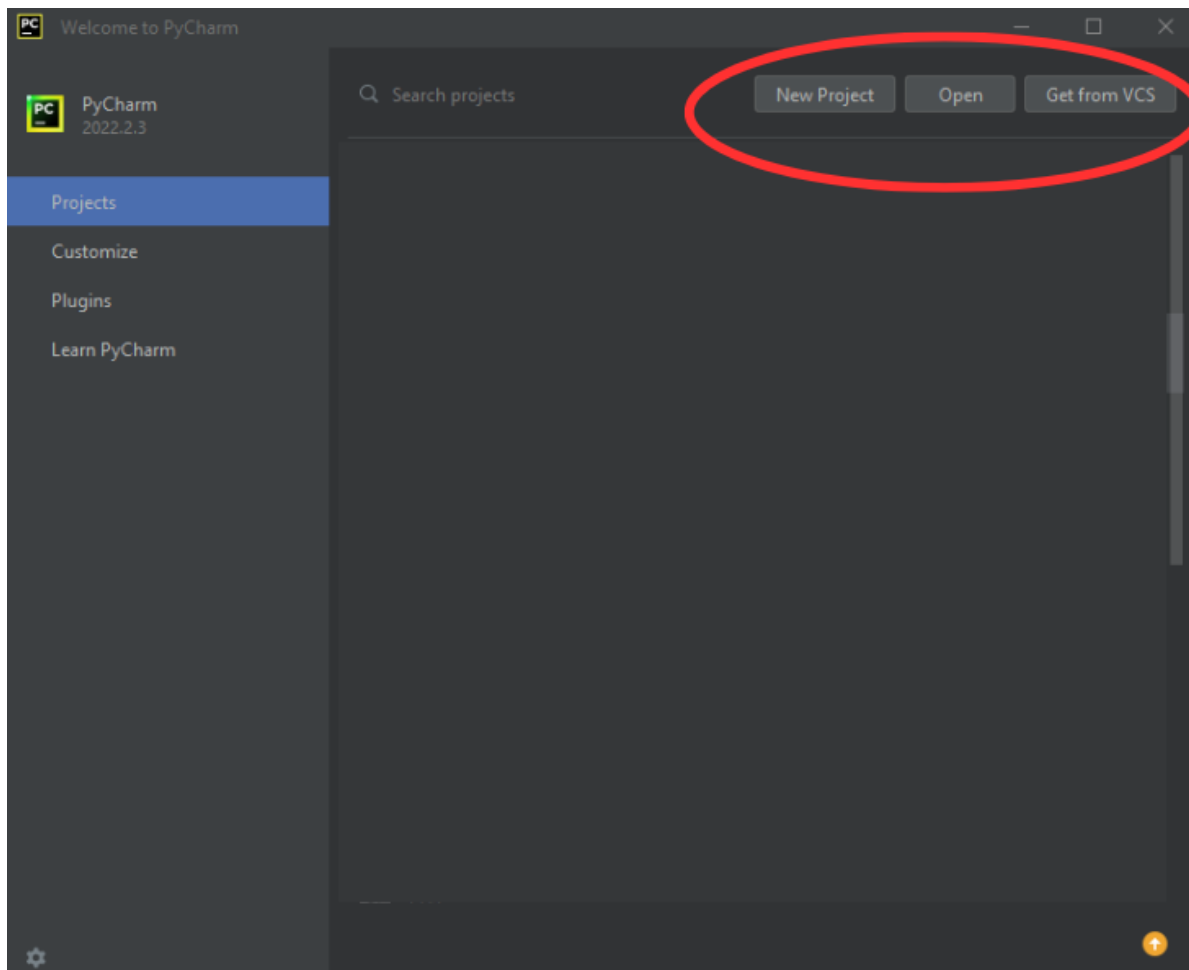 PC Welcome to PyCharm
PC PyCharm
2022.2.3
Search projects
New Project Open Get from VCS
Projects
Customize
Plugins
Learn PyCharm